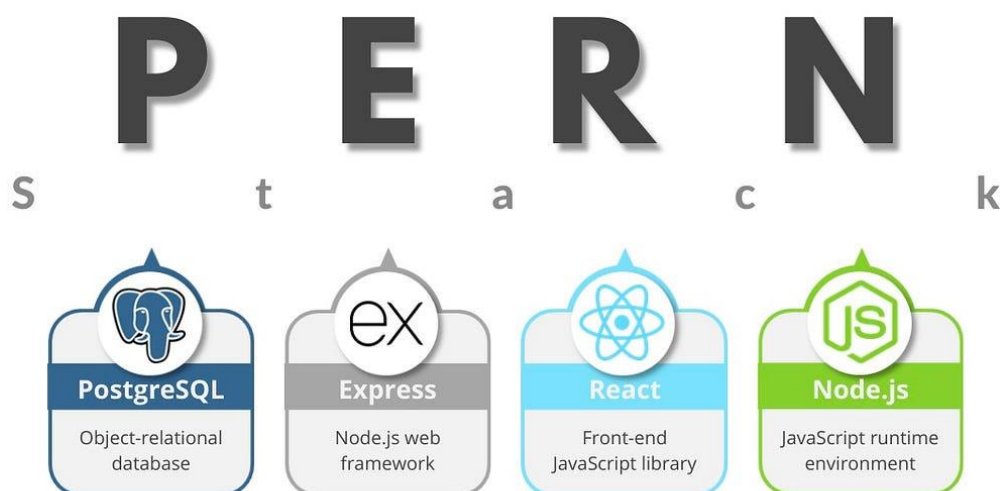 P E R N
S t a c k
ex JS
PostgreSQL Express React Node.js
Object-relational Node.js web Front-end JavaScript runtime
database framework JavaScript library environment